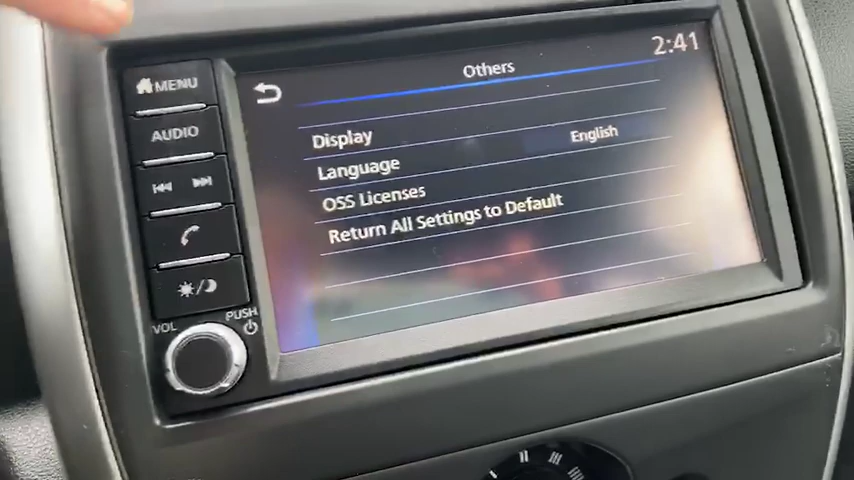 Others
2:41
MENU
AUDIO
Display
Language English
OSS Licenses
Return All Settings to Default
VOL
PUSH